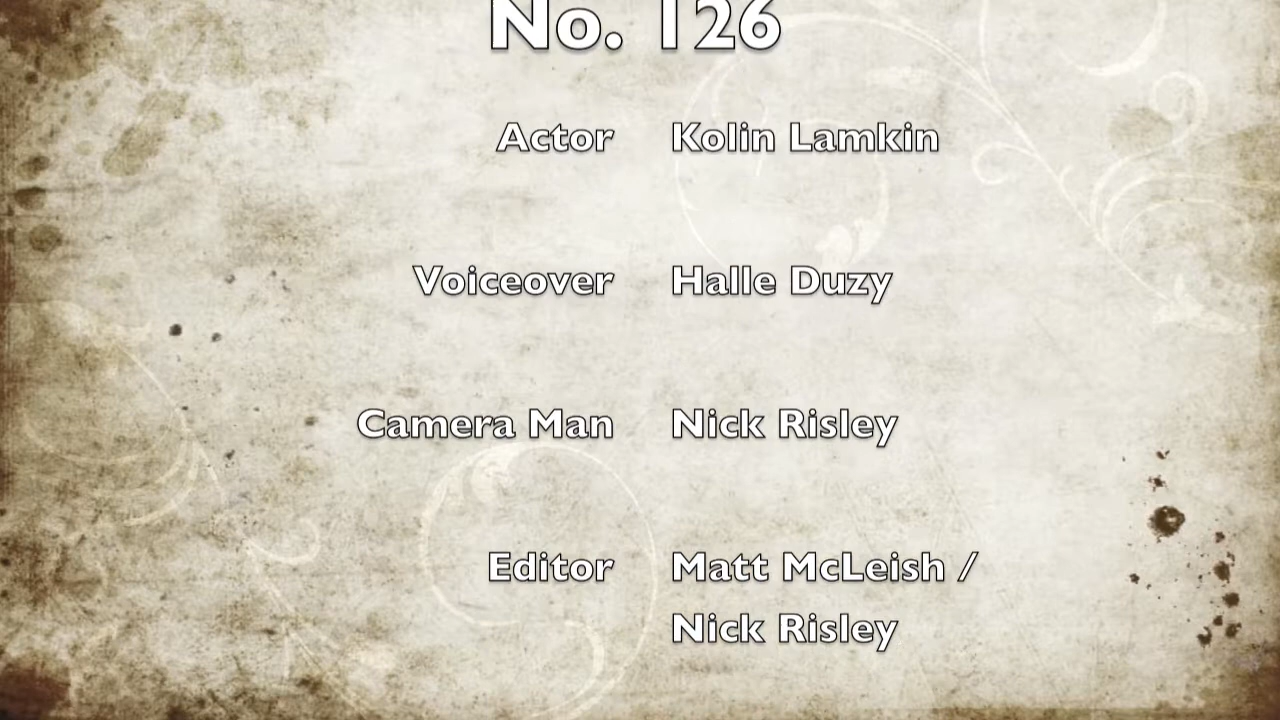 No. 126
Actor Kolin Lamkin
Voiceover Halle Duzy
Camera Man Nick Risley
Editor Matt McLeish /
Nick Risley